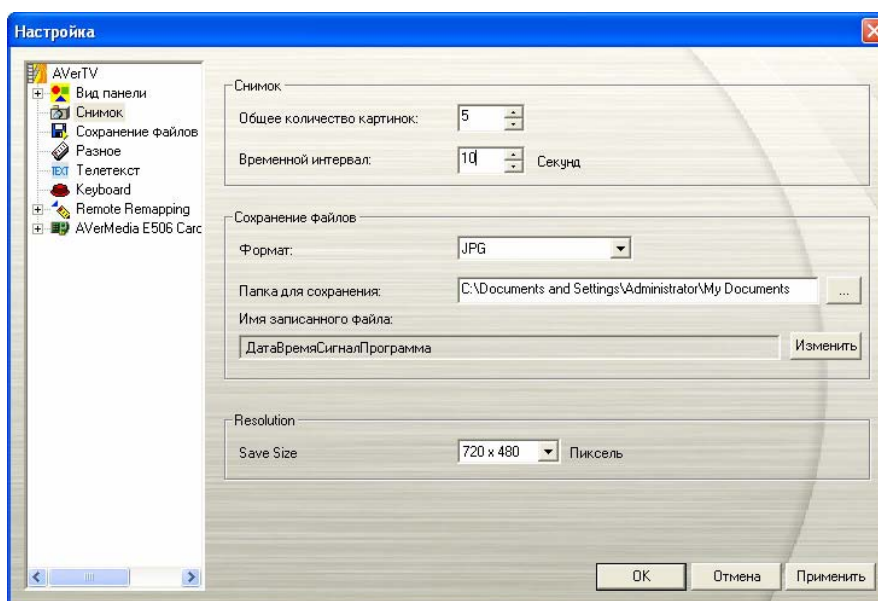 Настройка
AVerTV
Вид панели
Снимок
Сохранение файлов
Разное
TEXT Телетекст
Keyboard
Remote Remapping
AVerMedia E506 Card
Снимок
Общее количество картинок: 5
Временной интервал: 10 Секунд
Сохранение файлов
Формат: JPG
Папка для сохранения: C:\Documents and Settings\Administrator\My Documents ...
Имя записанного файла:
ДатаВремяСигналПрограмма Изменить
Resolution
Save Size 720 x 480 Пиксель
OK Отмена Применить